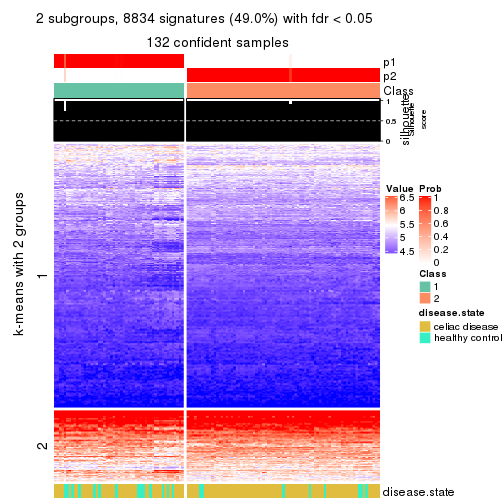 2 subgroups, 8834 signatures (49.0%) with fdr < 0.05
132 confident samples
p1
p2
Class
silhouette
Silhouette
score
1
0.5
0
k-means with 2 groups
1
2
Value
6.5
6
5.5
5
4.5
Prob
1
0.8
0.6
0.4
0.2
0
Class
1
2
disease.state
celiac disease
healthy control
disease.state